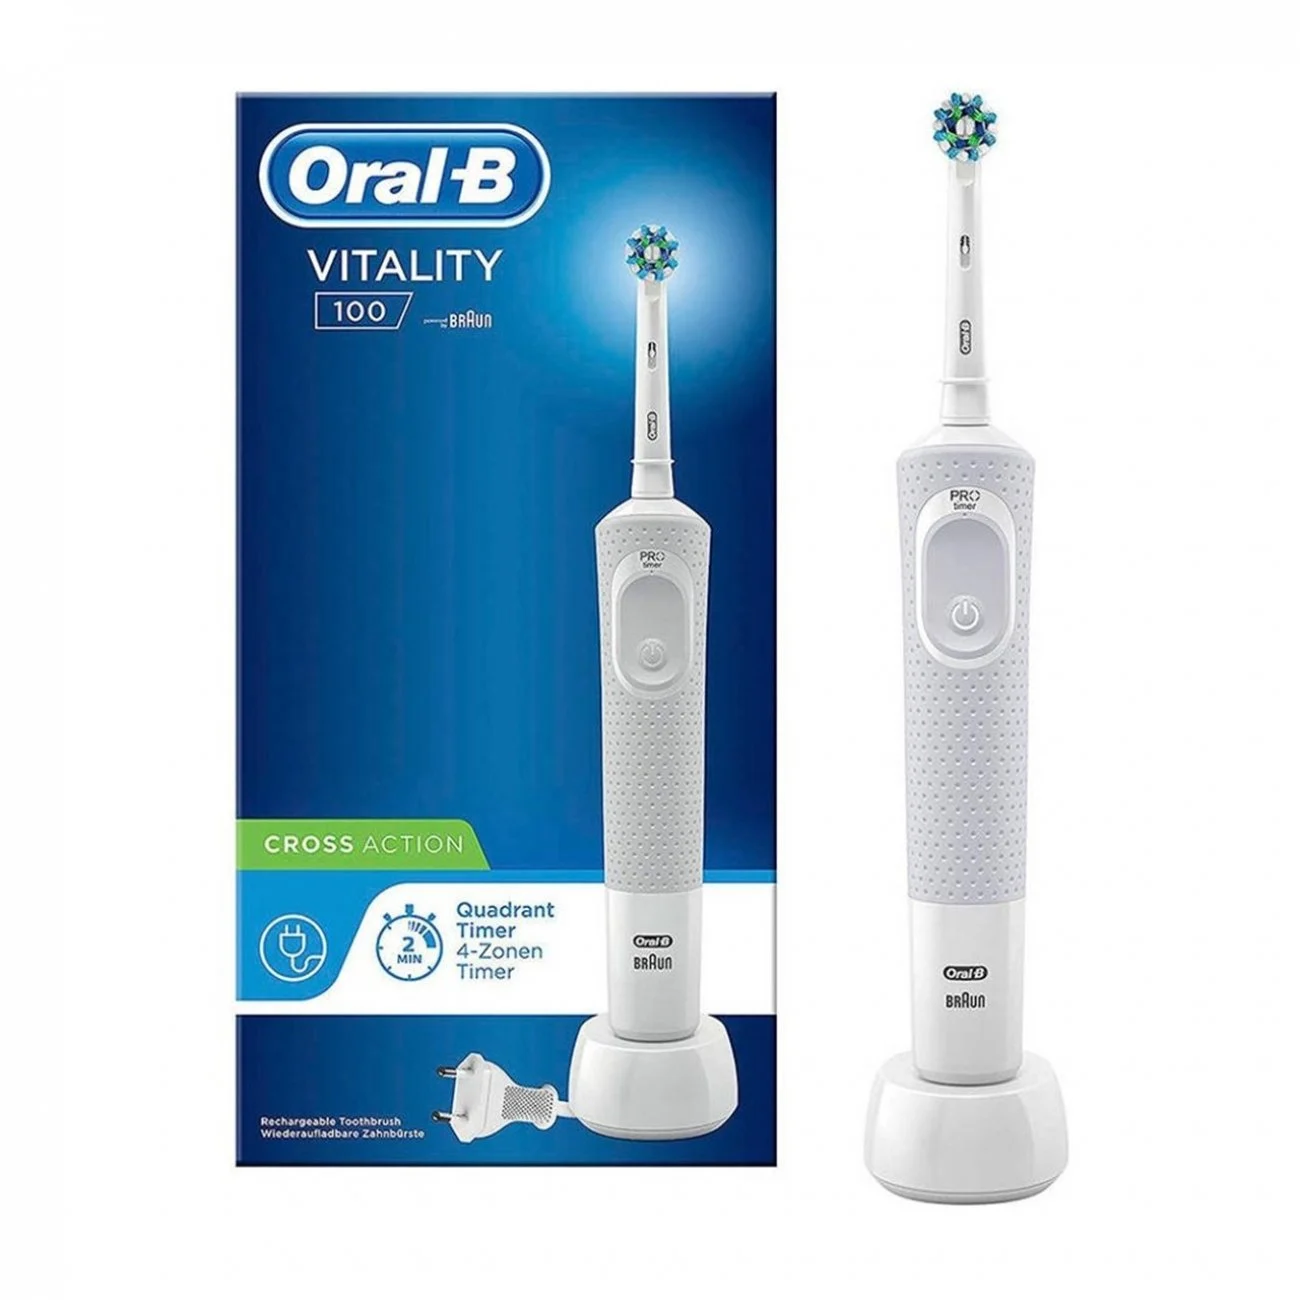 Oral-B
VITALITY
100
powered by BRAUN
Oral-B
PRO
timer
CROSS ACTION
2
MIN
Quadrant
Timer
4-Zonen
Timer
Oral-B
BRAUN
Rechargeable Toothbrush
Wiederaufladbare Zahnbürste
Oral-B
PRO
timer
Oral-B
BRAUN